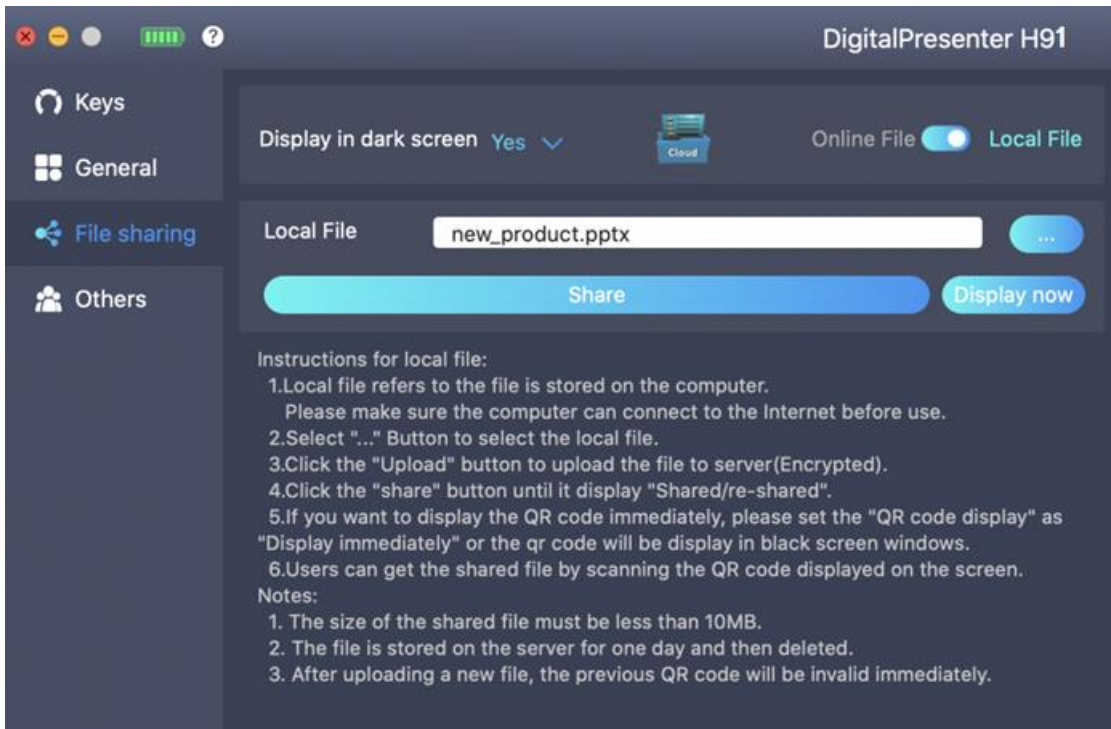 DigitalPresenter H91
Keys
General
File sharing
Others
Display in dark screen Yes
Cloud
Online File Local File
Local File new_product.pptx ...
Share Display now
Instructions for local file:
1.Local file refers to the file is stored on the computer.
Please make sure the computer can connect to the Internet before use.
2.Select "..." Button to select the local file.
3.Click the "Upload" button to upload the file to server(Encrypted).
4.Click the "share" button until it display "Shared/re-shared".
5.If you want to display the QR code immediately, please set the "QR code display" as
"Display immediately" or the qr code will be display in black screen windows.
6.Users can get the shared file by scanning the QR code displayed on the screen.
Notes:
1. The size of the shared file must be less than 10MB.
2. The file is stored on the server for one day and then deleted.
3. After uploading a new file, the previous QR code will be invalid immediately.